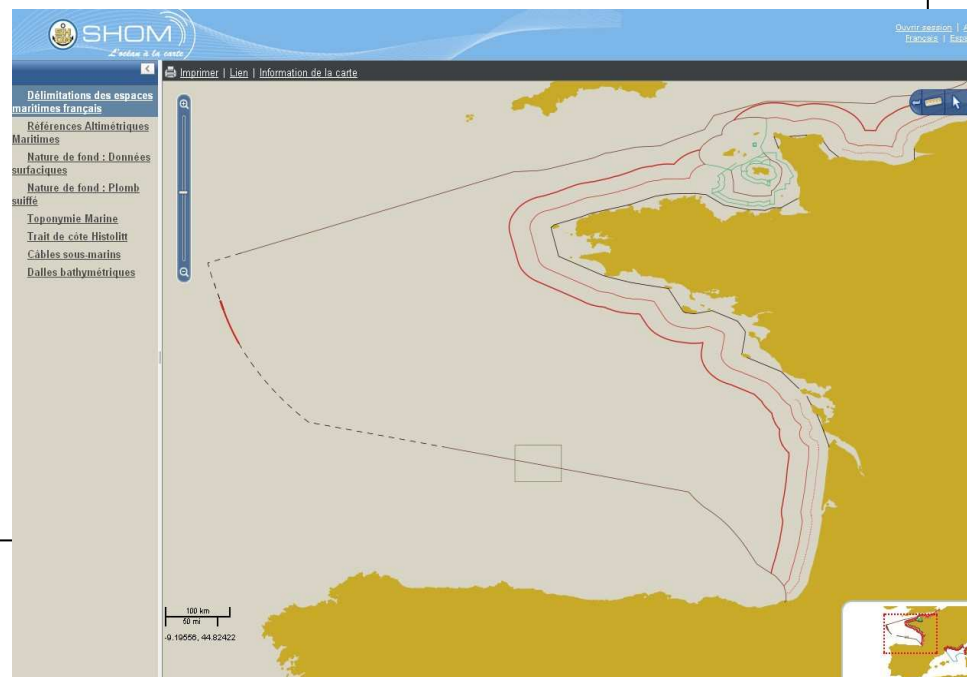 SHOM
L'océan à la carte
Ouvrir session
Français | Esp
Imprimer | Lien | Information de la carte
Délimitations des espaces
maritimes français
Références Altimétriques
Maritimes
Nature de fond : Données
surfaciques
Nature de fond : Plomb
suiffé
Toponymie Marine
Trait de côte Histolitt
Câbles sous-marins
Dalles bathymétriques
100 km
50 mi
-9.19556, 44.82422